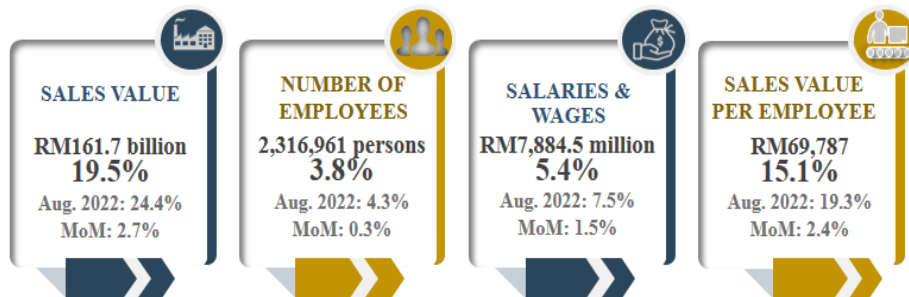 SALES VALUE
RM161.7 billion
19.5%
Aug. 2022: 24.4%
MoM: 2.7%
NUMBER OF
EMPLOYEES
2,316,961 persons
3.8%
Aug. 2022: 4.3%
MoM: 0.3%
SALARIES &
WAGES
RM7,884.5 million
5.4%
Aug. 2022: 7.5%
MoM: 1.5%
SALES VALUE
PER EMPLOYEE
RM69,787
15.1%
Aug. 2022: 19.3%
MoM: 2.4%